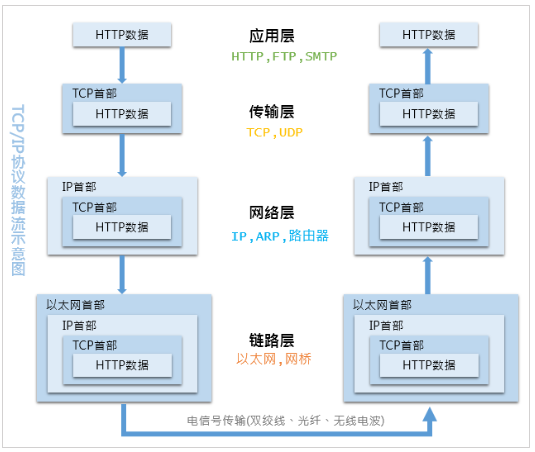 TCP/IP协议数据流示意图
HTTP数据
应用层
HTTP,FTP,SMTP
HTTP数据
TCP首部
HTTP数据
传输层
TCP,UDP
TCP首部
HTTP数据
IP首部
TCP首部
HTTP数据
网络层
IP,ARP,路由器
IP首部
TCP首部
HTTP数据
以太网首部
IP首部
TCP首部
HTTP数据
链路层
以太网,网桥
以太网首部
IP首部
TCP首部
HTTP数据
电信号传输(双绞线、光纤、无线电波)